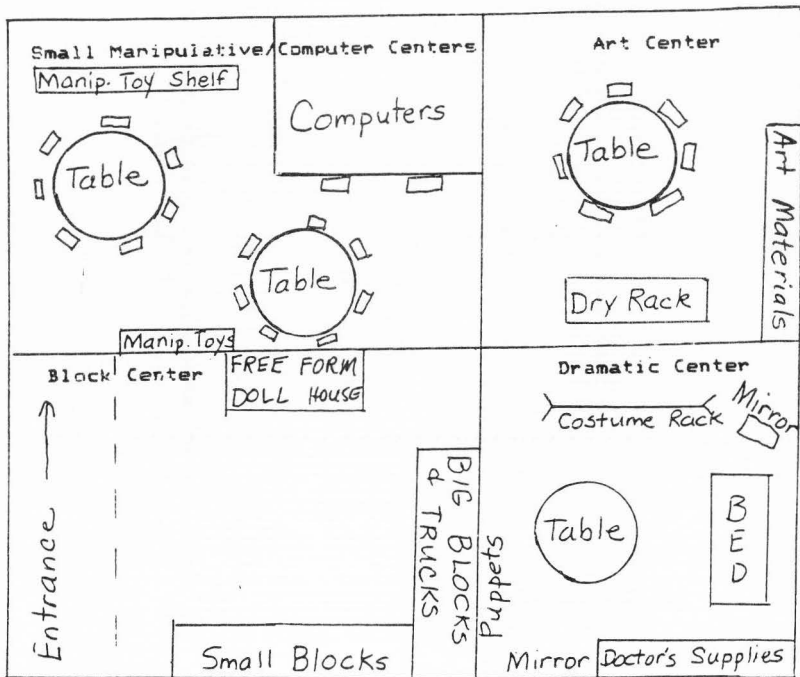 Small Manipulative/Computer Centers
Manip. Toy Shelf
Computers
Table
Table
Manip. Toys
Art Center
Table
Art Materials
Dry Rack
Block Center
FREE FORM
DOLL HOUSE
Entrance
BIG BLOCKS
& TRUCKS
Small Blocks
Dramatic Center
Costume Rack
Mirror
Table
BED
Puppets
Mirror
Doctor's Supplies